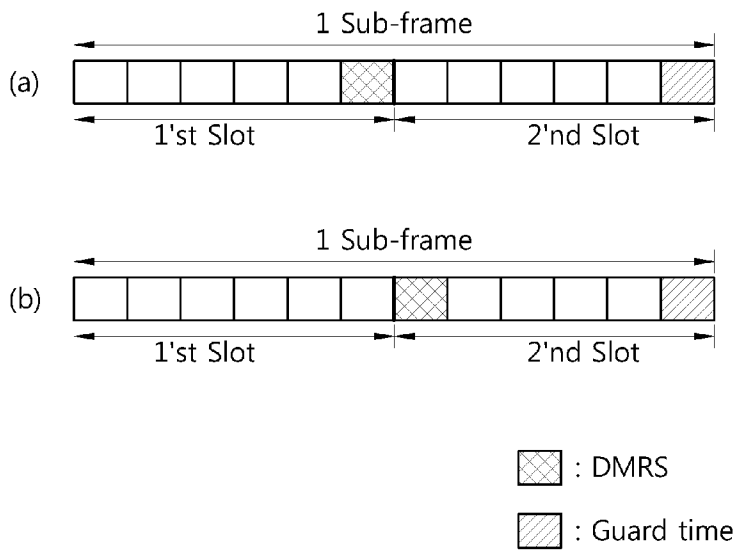 1 Sub-frame
(a)
1'st Slot 2'nd Slot
1 Sub-frame
(b)
1'st Slot 2'nd Slot
: DMRS
: Guard time